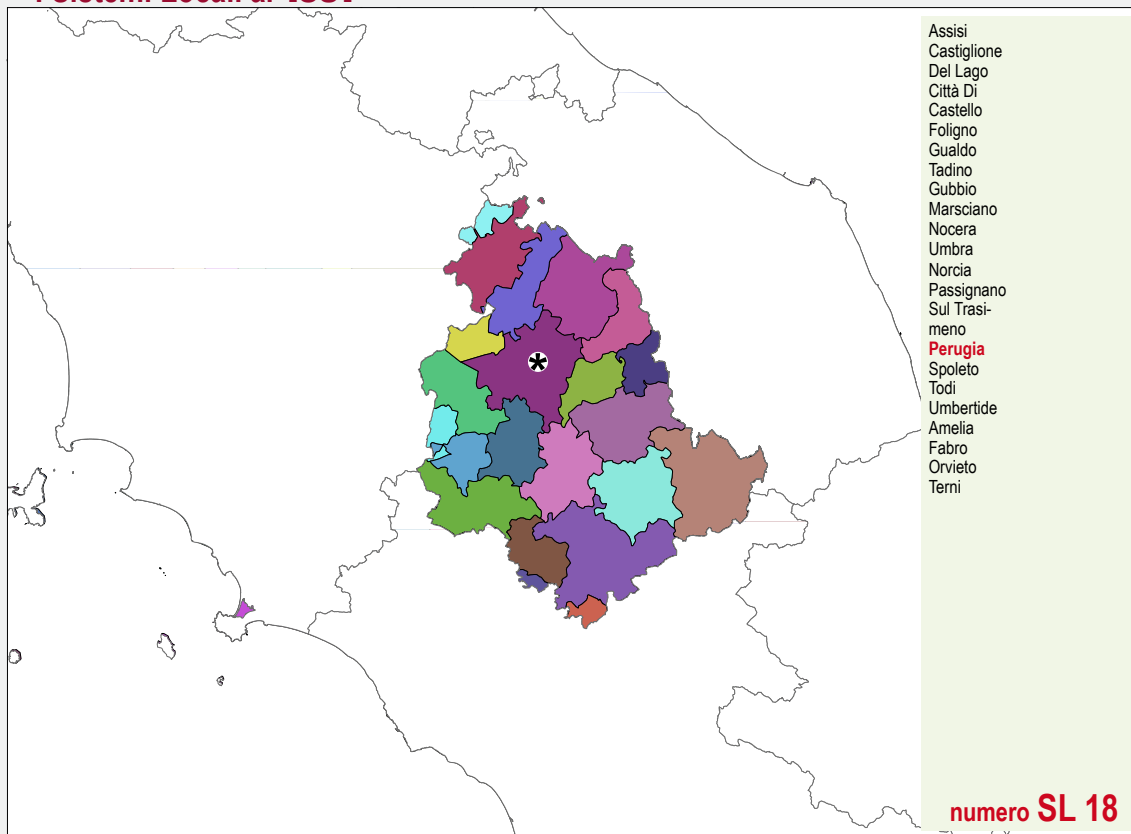 Assisi
Castiglione
Del Lago
Città Di
Castello
Foligno
Gualdo
Tadino
Gubbio
Marsciano
Nocera
Umbra
Norcia
Passignano
Sul Trasi-
meno
Perugia
Spoleto
Todi
Umbertide
Amelia
Fabro
Orvieto
Terni
*
numero SL 18